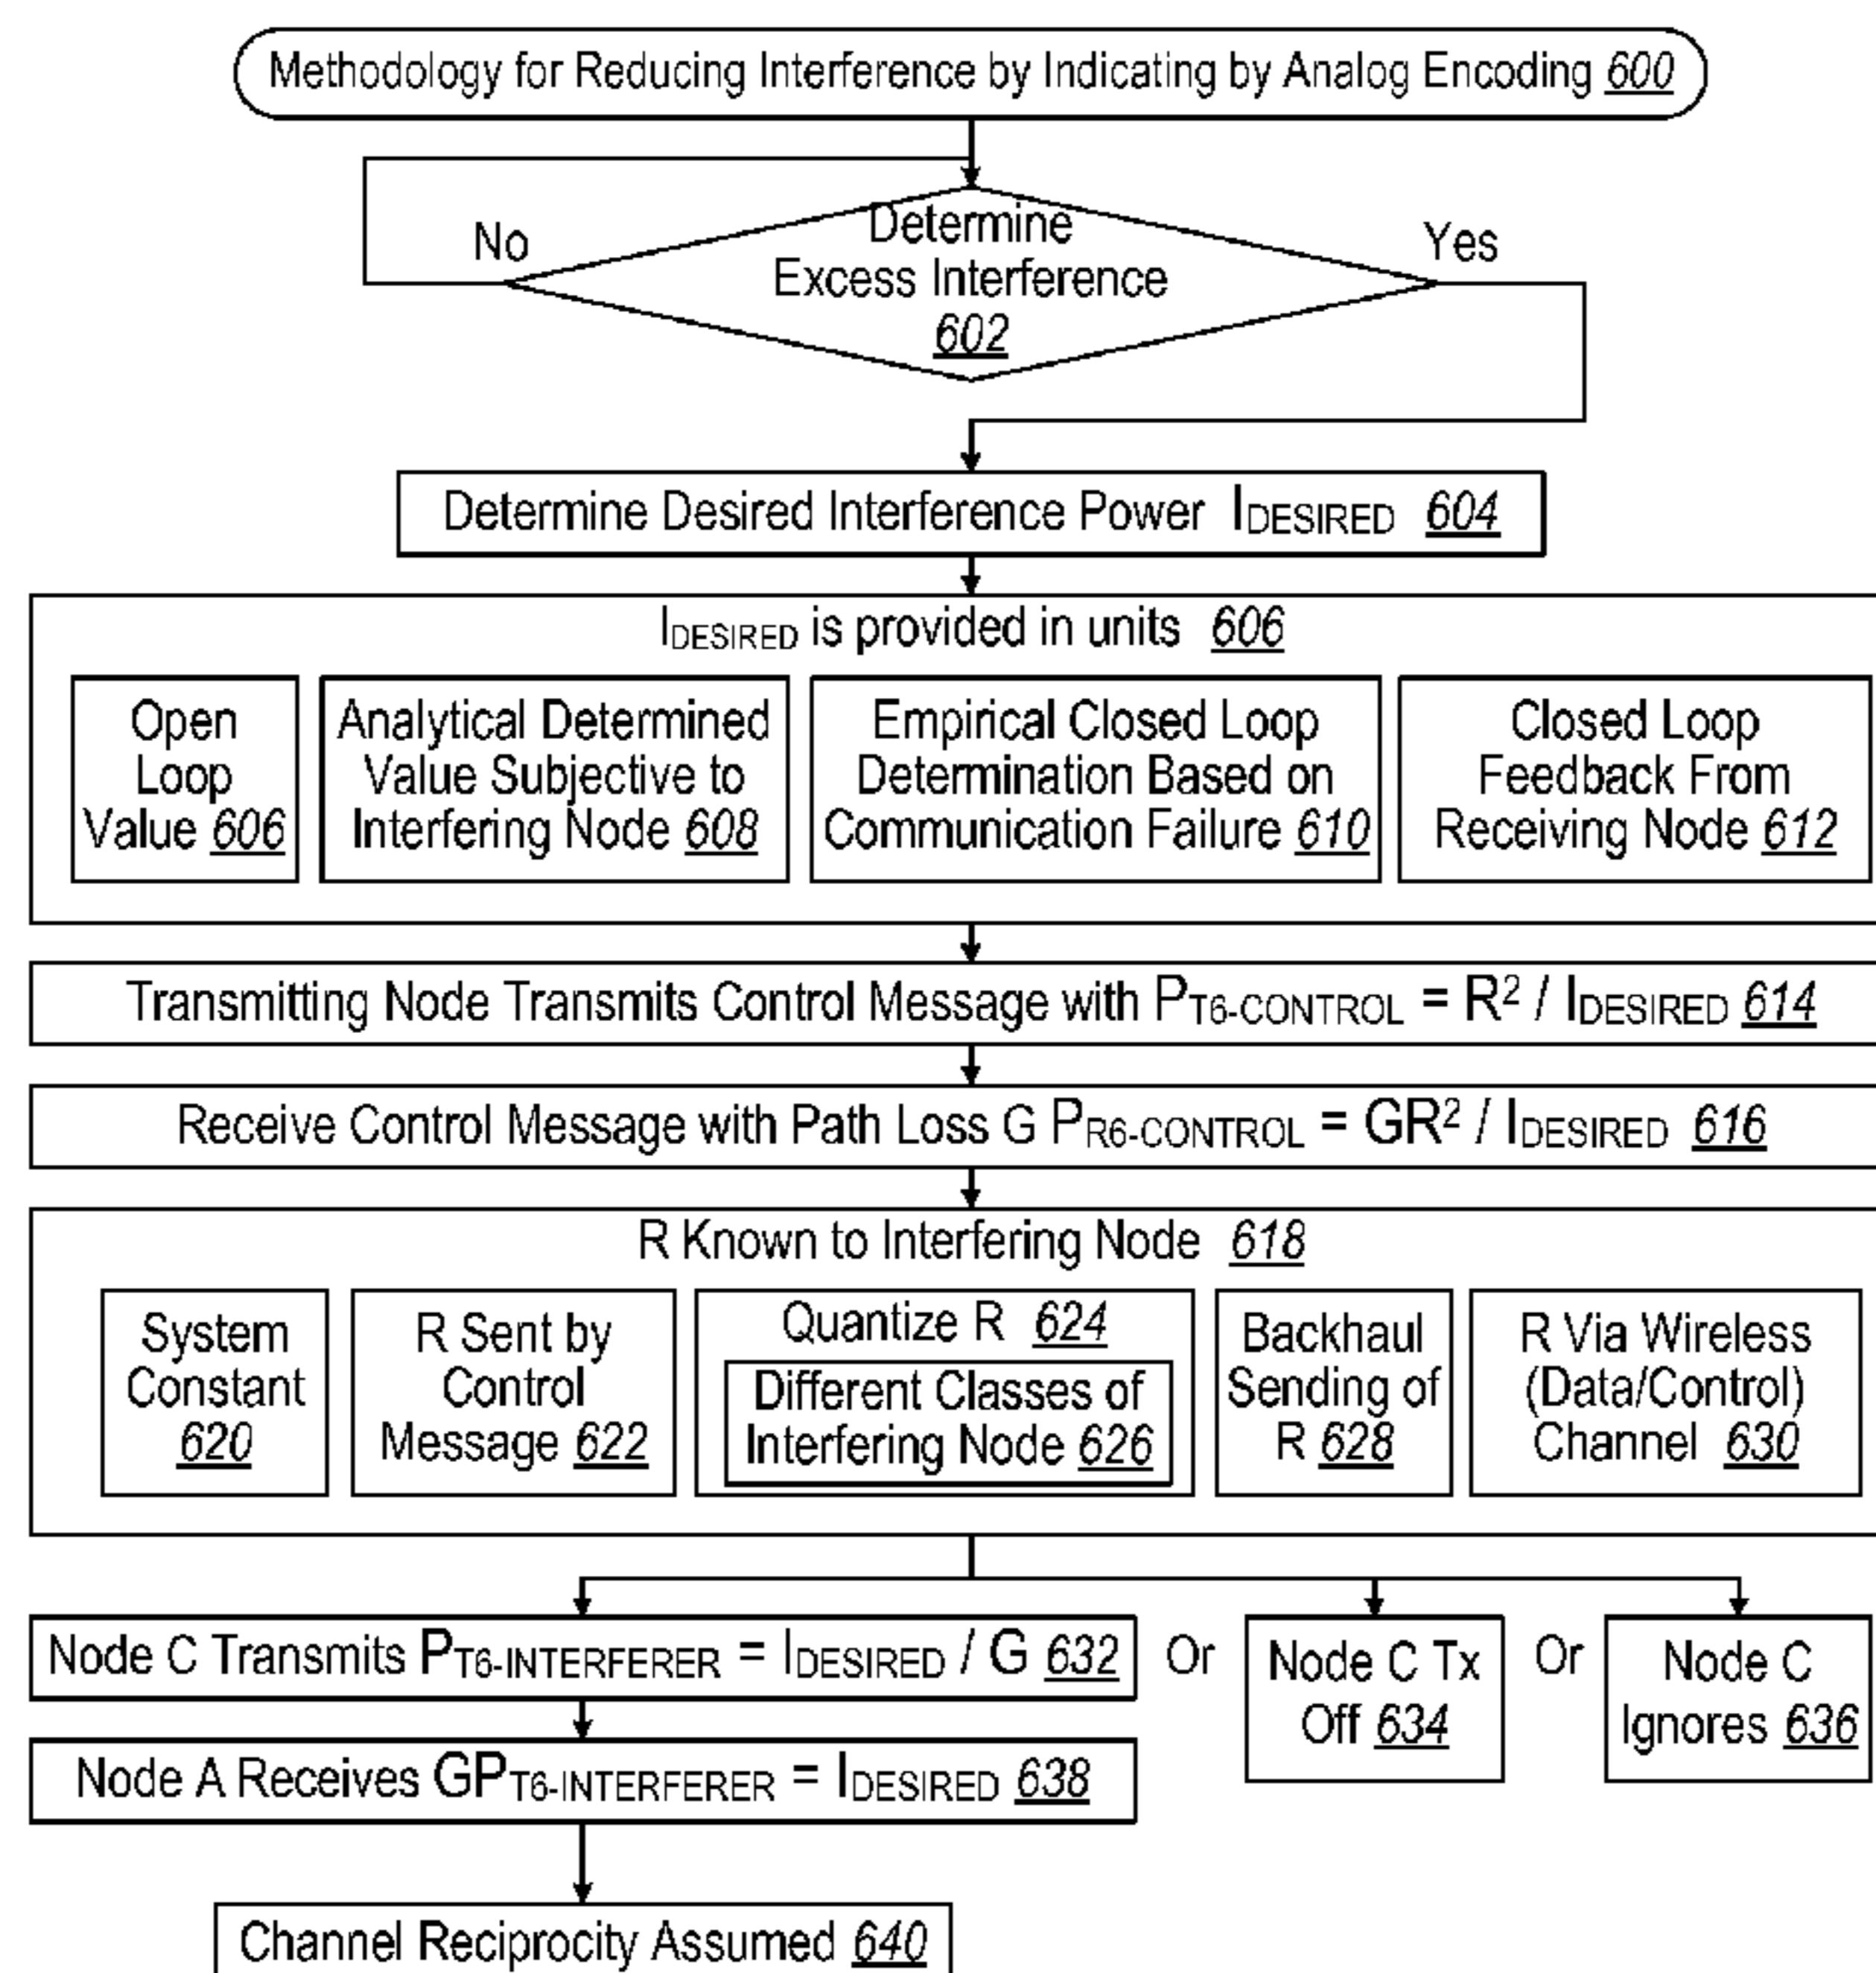 Methodology for Reducing Interference by Indicating by Analog Encoding 600
No
Determine
Excess Interference
602
Yes
Determine Desired Interference Power IDESIRED 604
IDESIRED is provided in units 606
Open
Loop
Value 606
Analytical Determined
Value Subjective to
Interfering Node 608
Empirical Closed Loop
Determination Based on
Communication Failure 610
Closed Loop
Feedback From
Receiving Node 612
Transmitting Node Transmits Control Message with PT6-CONTROL = R² / IDESIRED 614
Receive Control Message with Path Loss G PR6-CONTROL = GR² / IDESIRED 616
R Known to Interfering Node 618
System
Constant
620
R Sent by
Control
Message 622
Quantize R 624
Different Classes of
Interfering Node 626
Backhaul
Sending of
R 628
R Via Wireless
(Data/Control)
Channel 630
Node C Transmits PT6-INTERFERER = IDESIRED / G 632
Or
Node C Tx
Off 634
Or
Node C
Ignores 636
Node A Receives GPT6-INTERFERER = IDESIRED 638
Channel Reciprocity Assumed 640